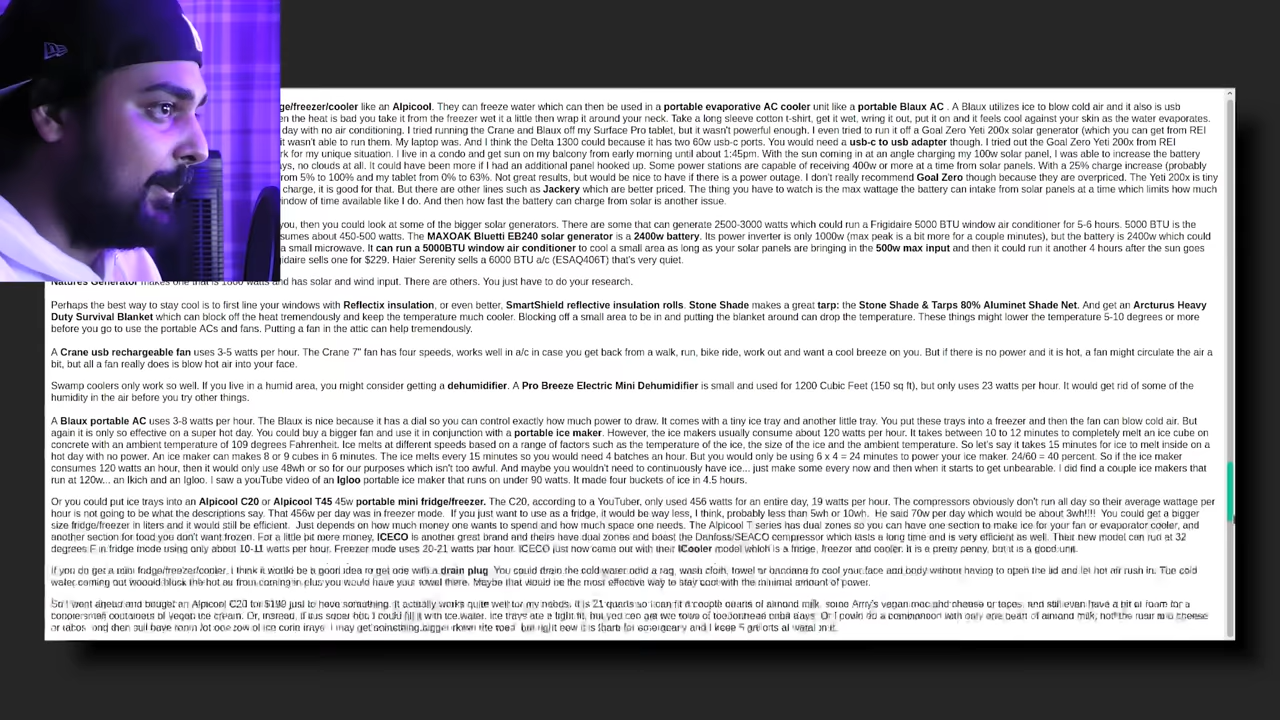 ge/freezer/cooler like an Alpicool. They can freeze water which can then be used in a portable evaporative AC cooler unit like a portable Blaux AC . A Blaux utilizes ice to blow cold air and it also is usb
en the heat is bad you take it from the freezer wet it a little then wrap it around your neck. Take a long sleeve cotton t-shirt, get it wet, wring it out, put it on and it feels cool against your skin as the water evaporates.
day with no air conditioning. I tried running the Crane and Blaux off my Surface Pro tablet, but it wasn't powerful enough. I even tried to run it off a Goal Zero Yeti 200x solar generator (which you can get from REI
it wasn't able to run them. My laptop was. And I think the Delta 1300 could because it has two 60w usb-c ports. You would need a usb-c to usb adapter though. I tried out the Goal Zero Yeti 200x from REI
rk for my unique situation. I live in a condo and get sun on my balcony from early morning until about 1:45pm. With the sun coming in at an angle charging my 100w solar panel, I was able to increase the battery
ys, no clouds at all. It could have been more if I had an additional panel hooked up. Some power stations are capable of receiving 400w or more at a time from solar panels. With a 25% charge increase (probably
rom 5% to 100% and my tablet from 0% to 63%. Not great results, but would be nice to have if there is a power outage. I don't really recommend Goal Zero though because they are overpriced. The Yeti 200x is tiny
charge, it is good for that. But there are other lines such as Jackery which are better priced. The thing you have to watch is the max wattage the battery can intake from solar panels at a time which limits how much
window of time available like I do. And then how fast the battery can charge from solar is another issue.
you, then you could look at some of the bigger solar generators. There are some that can generate 2500-3000 watts which could run a Frigidaire 5000 BTU window air conditioner for 5-6 hours. 5000 BTU is the
sumes about 450-500 watts. The MAXOAK Bluetti EB240 solar generator is a 2400w battery. Its power inverter is only 1000w (max peak is a bit more for a couple minutes), but the battery is 2400w which could
a small microwave. It can run a 5000BTU window air conditioner to cool a small area as long as your solar panels are bringing in the 500w max input and then it could run it another 4 hours after the sun goes
idaire sells one for $229. Haier Serenity sells a 6000 BTU a/c (ESAQ406T) that's very quiet.
Natures Generator makes one that is 1800 watts and has solar and wind input. There are others. You just have to do your research.
Perhaps the best way to stay cool is to first line your windows with Reflectix insulation, or even better, SmartShield reflective insulation rolls. Stone Shade makes a great tarp: the Stone Shade & Tarps 80% Aluminet Shade Net. And get an Arcturus Heavy
Duty Survival Blanket which can block off the heat tremendously and keep the temperature much cooler. Blocking off a small area to be in and putting the blanket around can drop the temperature. These things might lower the temperature 5-10 degrees or more
before you go to use the portable ACs and fans. Putting a fan in the attic can help tremendously.
A Crane usb rechargeable fan uses 3-5 watts per hour. The Crane 7" fan has four speeds, works well in a/c in case you get back from a walk, run, bike ride, work out and want a cool breeze on you. But if there is no power and it is hot, a fan might circulate the air a
bit, but all a fan really does is blow hot air into your face.
Swamp coolers only work so well. If you live in a humid area, you might consider getting a dehumidifier. A Pro Breeze Electric Mini Dehumidifier is small and used for 1200 Cubic Feet (150 sq ft), but only uses 23 watts per hour. It would get rid of some of the
humidity in the air before you try other things.
A Blaux portable AC uses 3-8 watts per hour. The Blaux is nice because it has a dial so you can control exactly how much power to draw. It comes with a tiny ice tray and another little tray. You put these trays into a freezer and then the fan can blow cold air. But
again it is only so effective on a super hot day. You could buy a bigger fan and use it in conjunction with a portable ice maker. However, the ice makers usually consume about 120 watts per hour. It takes between 10 to 12 minutes to completely melt an ice cube on
concrete with an ambient temperature of 109 degrees Fahrenheit. Ice melts at different speeds based on a range of factors such as the temperature of the ice, the size of the ice and the ambient temperature. So let's say it takes 15 minutes for ice to melt inside on a
hot day with no power. An ice maker can makes 8 or 9 cubes in 6 minutes. The ice melts every 15 minutes so you would need 4 batches an hour. But you would only be using 6 x 4 = 24 minutes to power your ice maker. 24/60 = 40 percent. So if the ice maker
consumes 120 watts an hour, then it would only use 48wh or so for our purposes which isn't too awful. And maybe you wouldn't need to continuously have ice... just make some every now and then when it starts to get unbearable. I did find a couple ice makers that
run at 120w... an Ikich and an Igloo. I saw a youtube video of an Igloo portable ice maker that runs on under 90 watts. It made four buckets of ice in 4.5 hours.
Or you could put ice trays into an Alpicool C20 or Alpicool T45 45w portable mini fridge/freezer. The C20, according to a YouTuber, only used 456 watts for an entire day, 19 watts per hour. The compressors obviously don't run all day so their average wattage per
hour is not going to be what the descriptions say. That 456w per day was in freezer mode. If you just want to use as a fridge, it would be way less, I think, probably less than 5wh or 10wh. He said 70w per day which would be about 3wh!!!! You could get a bigger
size fridge/freezer in liters and it would still be efficient. Just depends on how much money one wants to spend and how much space one needs. The Alpicool T series has dual zones so you can have one section to make ice for your fan or evaporator cooler, and
another section for food you don't want frozen. For a little bit more money, ICECO is another great brand and theirs have dual zones and boast the Danfoss/SEACO compressor which lasts a long time and is very efficient as well. Their new model can run at 32
degrees F in fridge mode using only about 10-11 watts per hour. Freezer mode uses 20-21 watts per hour. ICECO just now came out with their ICooler model which is a fridge, freezer and cooler. It is a pretty penny, but it is a good unit.
If you do get a mini fridge/freeze/cooler, I think it would be a good idea to get one with a drain plug. You could drain the cold water onto a rag, wash cloth, towel or bandana to cool your face and body without having to open the lid and let hot air rush in. The cold
water coming out would block the hot air from coming in plus you would have your towel there. Maybe that would be the most effective way to stay cool with the minimal amount of power.
So I went ahead and bought an Alpicool C20 for just to have something. It actually works quite well for my needs. It is 21 quarts so I can fit a couple quarts of almond milk, some Amy's vegan mac and cheese or